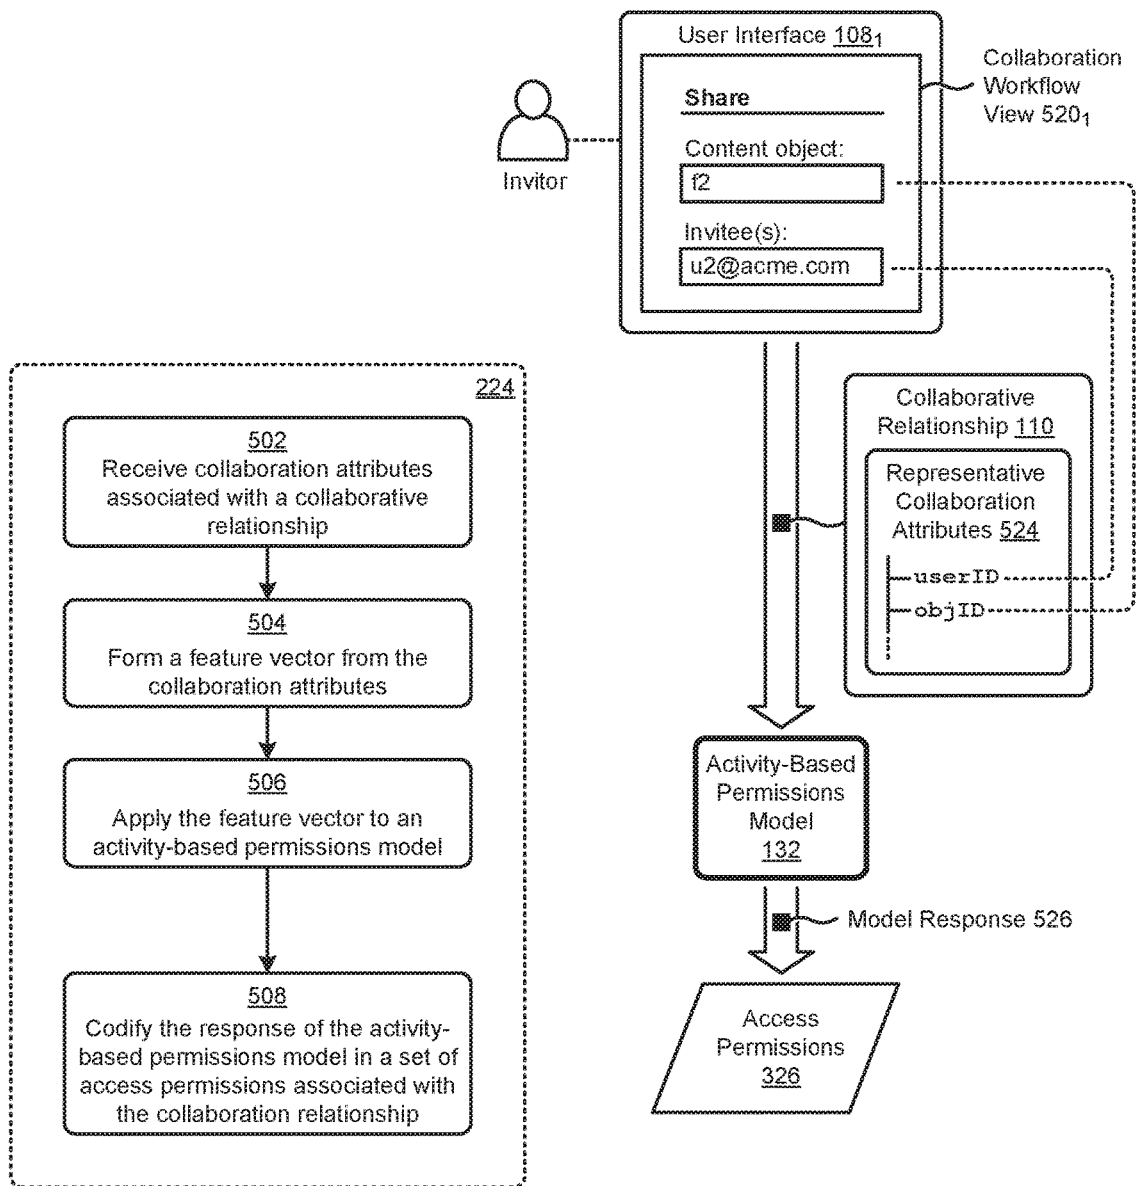 User Interface 108₁
Collaboration
Workflow
View 520₁
Share
Content object:
f2
Invitee(s):
u2@acme.com
Invitor
224
502
Receive collaboration attributes
associated with a collaborative
relationship
504
Form a feature vector from the
collaboration attributes
506
Apply the feature vector to an
activity-based permissions model
508
Codify the response of the activity-
based permissions model in a set of
access permissions associated with
the collaboration relationship
Collaborative
Relationship 110
Representative
Collaboration
Attributes 524
userID
objID
Activity-Based
Permissions
Model
132
Model Response 526
Access
Permissions
326